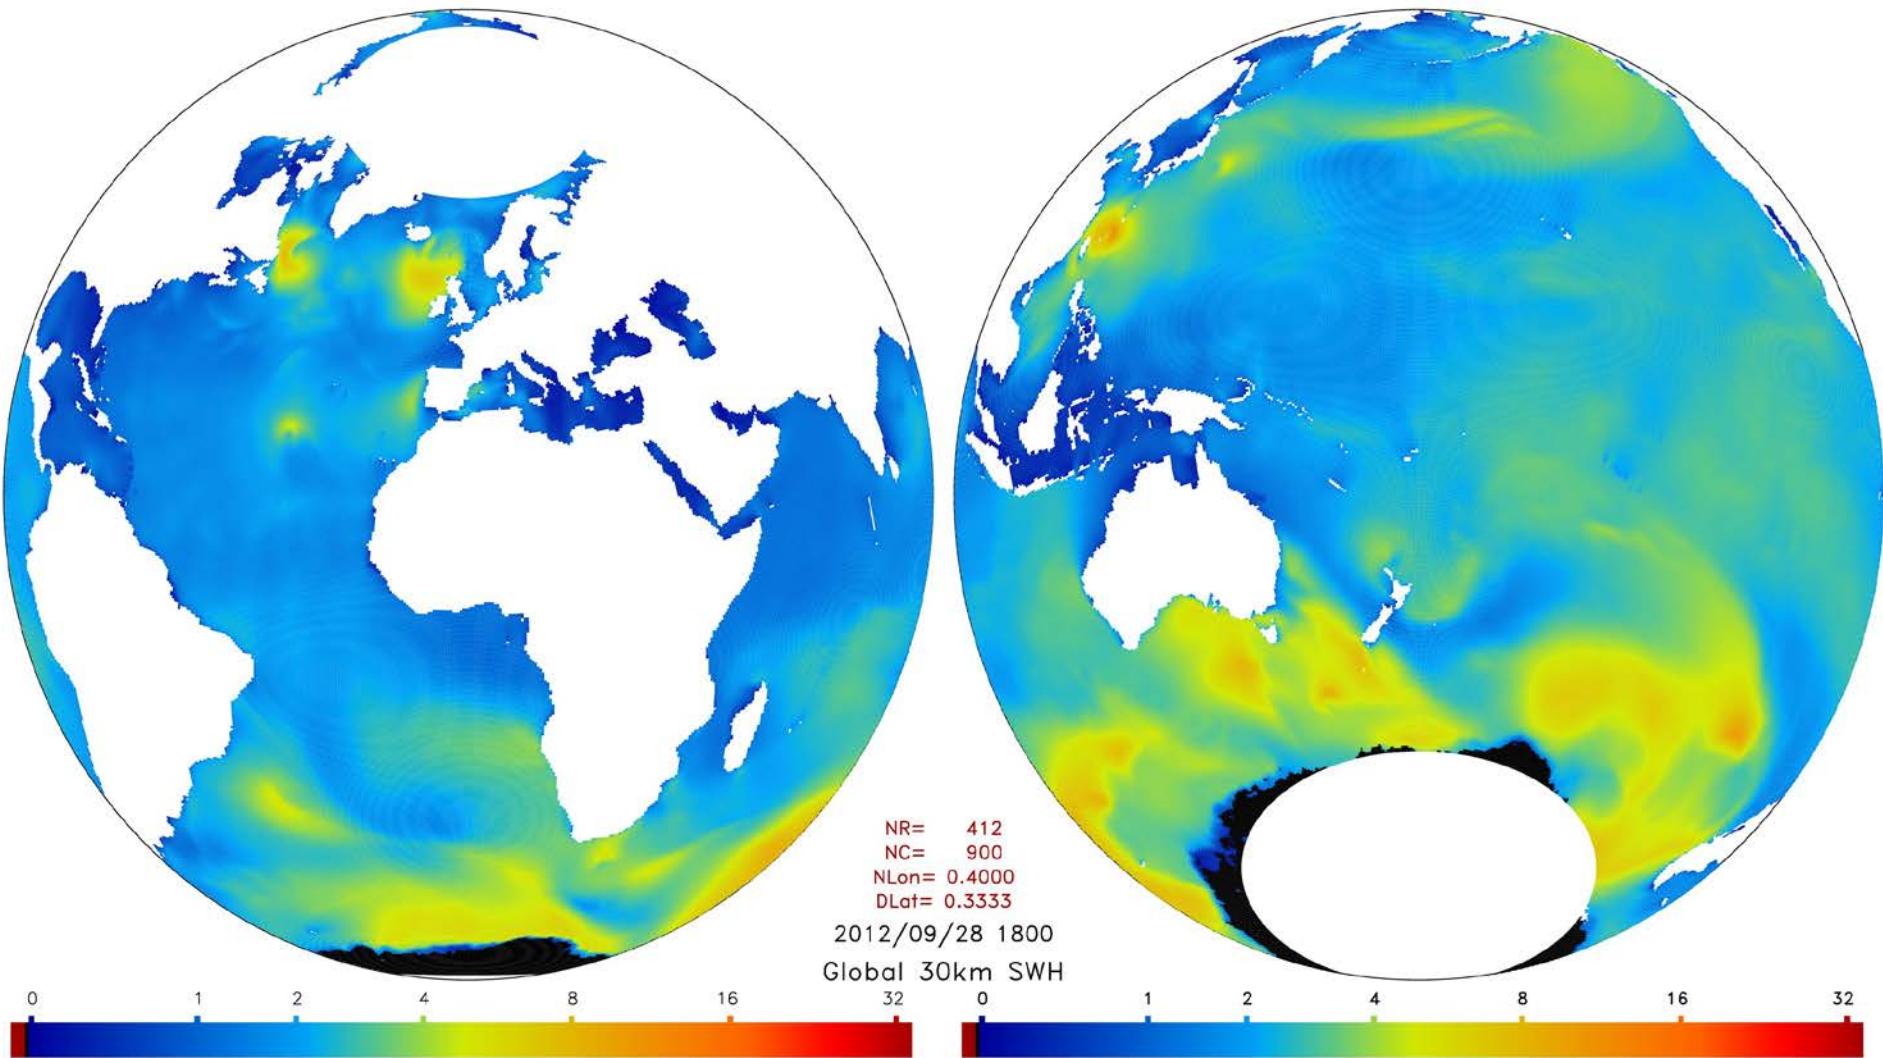 NR= 412
NC= 900
NLon= 0.4000
DLat= 0.3333
2012/09/28 1800
Global 30km SWH
0 1 2 4 8 16 32
0 1 2 4 8 16 32